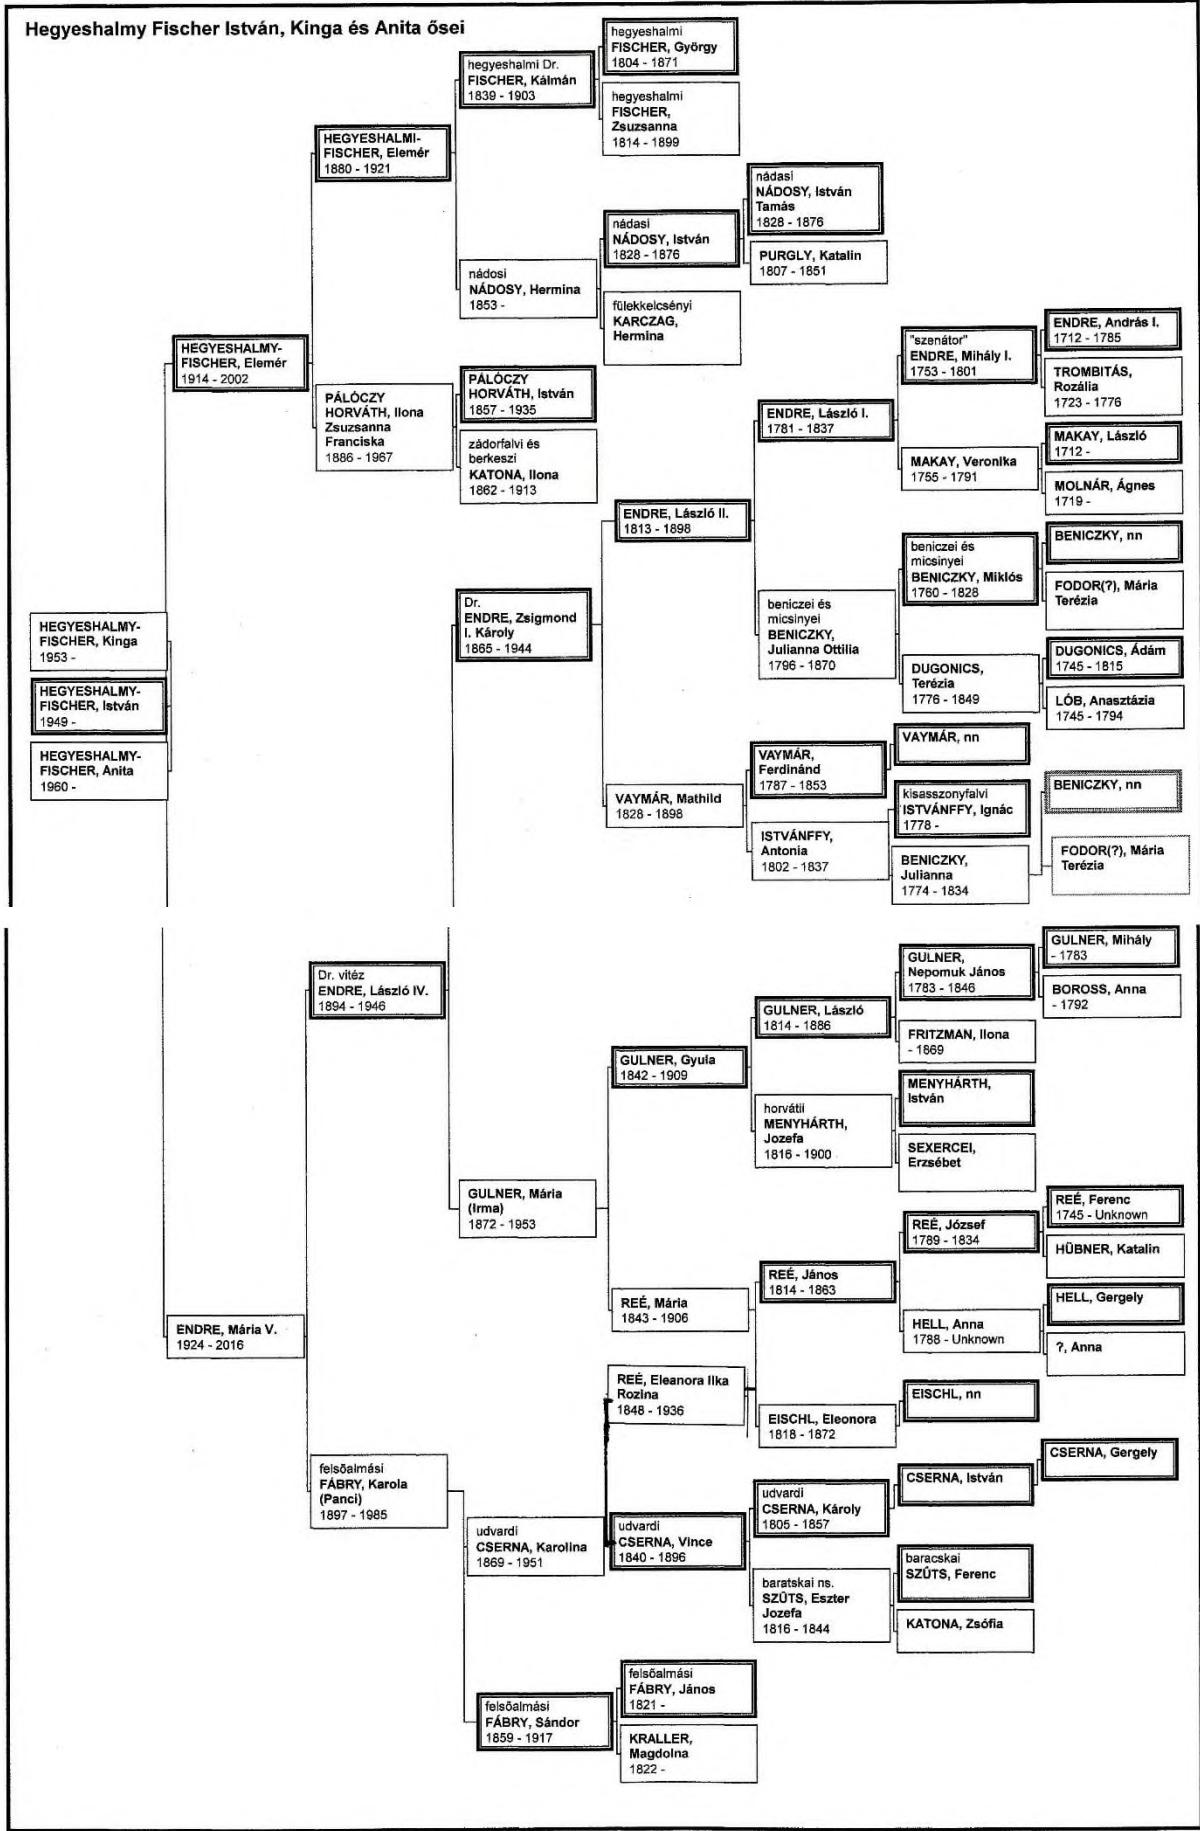 Hegyeshalmy Fischer István, Kinga és Anita ősei
hegyeshalmi
FISCHER, György
1804 - 1871
hegyeshalmi Dr.
FISCHER, Kálmán
1839 - 1903
hegyeshalmi
FISCHER,
Zsuzsanna
1814 - 1899
HEGYESHALMI-
FISCHER, Elemér
1880 - 1921
nádasi
NÁDOSY, István
Tamás
1828 - 1876
nádasi
NÁDOSY, István
1828 - 1876
PURGLY, Katalin
1807 - 1851
nádosi
NÁDOSY, Hermina
1853 -
fülekkelcsényi
KARCZAG,
Hermina
HEGYESHALMY-
FISCHER, Elemér
1914 - 2002
PÁLÓCZY
HORVÁTH, Ilona
Zsuzsanna
Franciska
1886 - 1967
PÁLÓCZY
HORVÁTH, István
1857 - 1935
zádorfalvi és
berkeszi
KATONA, Ilona
1862 - 1913
ENDRE, András I.
1712 - 1785
"szenátor"
ENDRE, Mihály I.
1753 - 1801
TROMBITÁS,
Rozália
1723 - 1776
ENDRE, László I.
1781 - 1837
MAKAY, László
1712 -
MAKAY, Veronika
1755 - 1791
MOLNÁR, Ágnes
1719 -
ENDRE, László II.
1813 - 1898
BENICZKY, nn
beniczei és
micsinyei
BENICZKY, Miklós
1760 - 1828
FODOR(?), Mária
Terézia
beniczei és
micsinyei
BENICZKY,
Julianna Ottilia
1796 - 1870
DUGONICS, Ádám
1745 - 1815
DUGONICS,
Terézia
1776 - 1849
LÓB, Anasztázia
1745 - 1794
Dr.
ENDRE, Zsigmond
I. Károly
1865 - 1944
HEGYESHALMY-
FISCHER, Kinga
1953 -
HEGYESHALMY-
FISCHER, István
1949 -
HEGYESHALMY-
FISCHER, Anita
1960 -
VAYMÁR, nn
VAYMÁR,
Ferdinánd
1787 - 1853
VAYMÁR, Mathild
1828 - 1898
kisasszonyfalvi
ISTVÁNFFY, Ignác
1778 -
BENICZKY, nn
ISTVÁNFFY,
Antonia
1802 - 1837
BENICZKY,
Julianna
1774 - 1834
FODOR(?), Mária
Terézia
GULNER, Mihály
- 1783
GULNER,
Nepomuk János
1783 - 1846
BOROSS, Anna
- 1792
Dr. vitéz
ENDRE, László IV.
1894 - 1946
GULNER, László
1814 - 1886
FRITZMAN, Ilona
- 1869
GULNER, Gyula
1842 - 1909
MENYHÁRTH,
István
horvátii
MENYHÁRTH,
Jozefa
1816 - 1900
SEXERCEI,
Erzsébet
GULNER, Mária
(Irma)
1872 - 1953
REÉ, Ferenc
1745 - Unknown
REÉ, József
1789 - 1834
HÜBNER, Katalin
REÉ, János
1814 - 1863
HELL, Gergely
REÉ, Mária
1843 - 1906
HELL, Anna
1788 - Unknown
?, Anna
ENDRE, Mária V.
1924 - 2016
REÉ, Eleanora Ilka
Rozina
1848 - 1936
EISCHL, nn
EISCHL, Eleonora
1818 - 1872
felsőalmási
FÁBRY, Karola
(Panci)
1897 - 1985
CSERNA, Gergely
CSERNA, István
udvardi
CSERNA, Károly
1805 - 1857
udvardi
CSERNA, Karolina
1869 - 1951
udvardi
CSERNA, Vince
1840 - 1896
baracskai
SZŰTS, Ferenc
baratskai ns.
SZŰTS, Eszter
Jozefa
1816 - 1844
KATONA, Zsófia
felsőalmási
FÁBRY, János
1821 -
felsőalmási
FÁBRY, Sándor
1859 - 1917
KRALLER,
Magdolna
1822 -